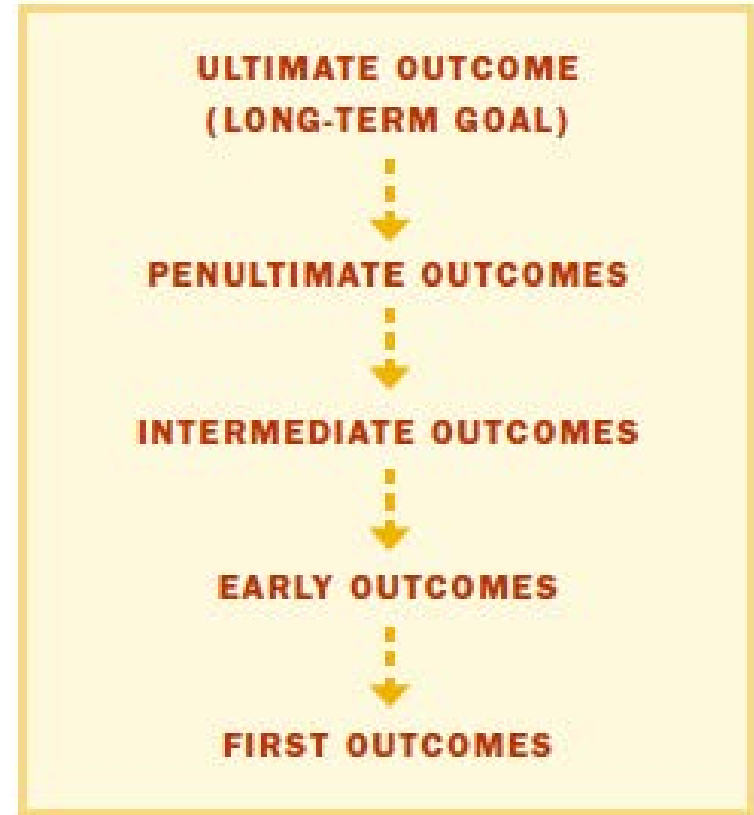 ULTIMATE OUTCOME
(LONG-TERM GOAL)
PENULTIMATE OUTCOMES
INTERMEDIATE OUTCOMES
EARLY OUTCOMES
FIRST OUTCOMES